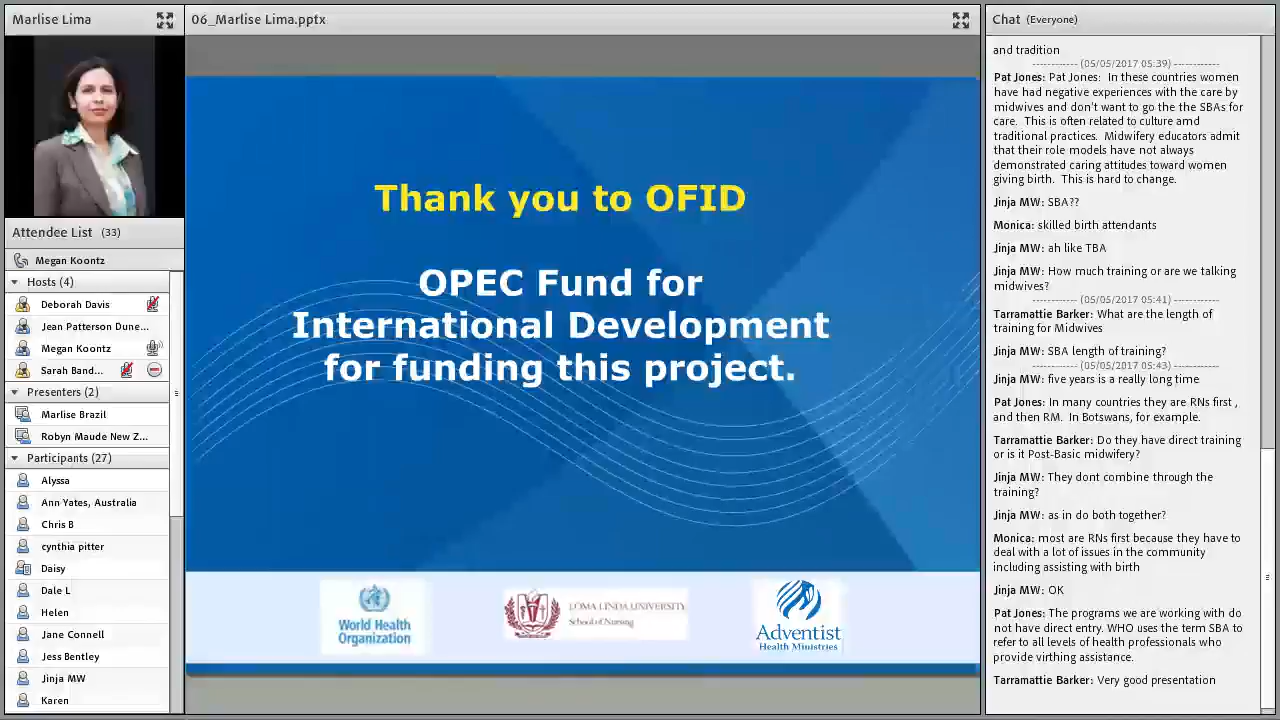 Marlise Lima
06_Marlise Lima.pptx
Chat (Everyone)
Thank you to OFID
OPEC Fund for
International Development
for funding this project.
World Health
Organization
LOMA LINDA UNIVERSITY
School of Nursing
Adventist
Health Ministries
Attendee List (33)
Megan Koontz
Hosts (4)
Deborah Davis
Jean Patterson Dune...
Megan Koontz
Sarah Band...
Presenters (2)
Marlise Brazil
Robyn Maude New Z...
Participants (27)
Alyssa
Ann Yates, Australia
Chris B
cynthia pitter
Daisy
Dale L
Helen
Jane Connell
Jess Bentley
Jinja MW
Karen
and tradition
------------ (05/05/2017 05:39) ------------
Pat Jones: Pat Jones: In these countries women
have had negative experiences with the care by
midwives and don't want to go the the SBAs for
care. This is often related to culture amd
traditional practices. Midwifery educators admit
that their role models have not always
demonstrated caring attitudes toward women
giving birth. This is hard to change.
Jinja MW: SBA??
Monica: skilled birth attendants
Jinja MW: ah like TBA
Jinja MW: How much training or are we talking
midwives?
------------ (05/05/2017 05:41) ------------
Tarramattie Barker: What are the length of
training for Midwives
Jinja MW: SBA length of training?
------------ (05/05/2017 05:43) ------------
Jinja MW: five years is a really long time
Pat Jones: In many countries they are RNs first ,
and then RM. In Botswans, for example.
Tarramattie Barker: Do they have direct training
or is it Post-Basic midwifery?
Jinja MW: They dont combine through the
training?
Jinja MW: as in do both together?
Monica: most are RNs first because they have to
deal with a lot of issues in the community
including assisting with birth
Jinja MW: OK
Pat Jones: The programs we are working with do
not have direct entry. WHO uses the term SBA to
refer to all levels of health professionals who
provide virthing assistance.
Tarramattie Barker: Very good presentation